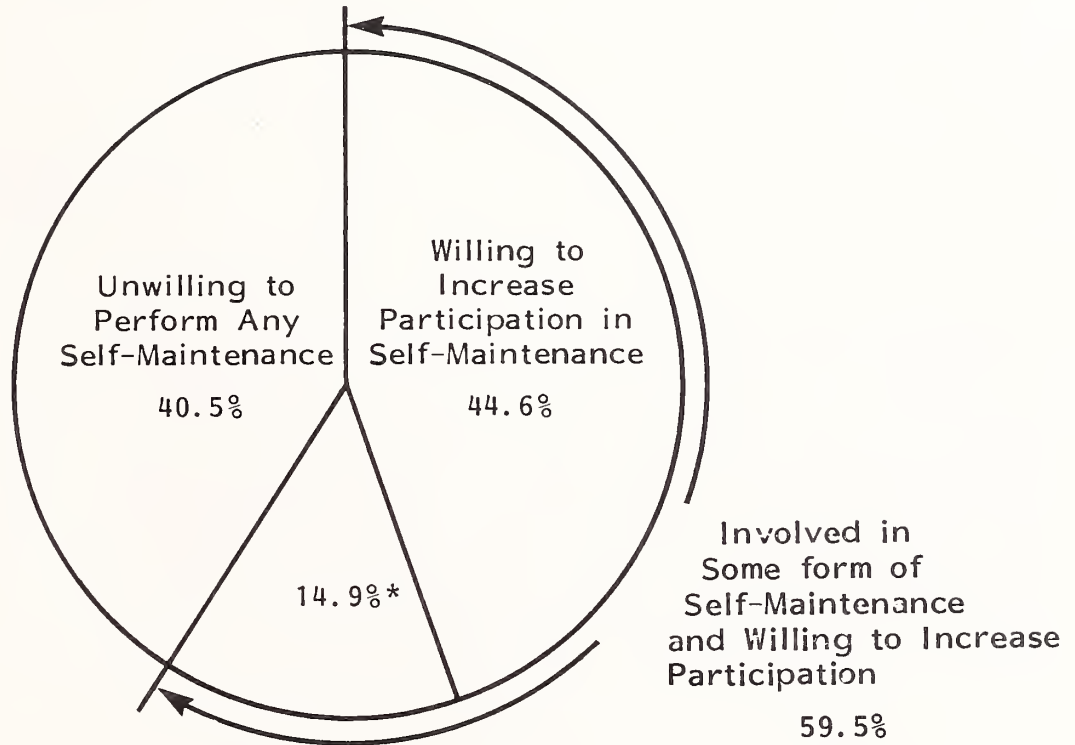 Unwilling to
Perform Any
Self-Maintenance
40.5%
Willing to
Increase
Participation in
Self-Maintenance
44.6%
14.9%*
Involved in
Some form of
Self-Maintenance
and Willing to Increase
Participation
59.5%